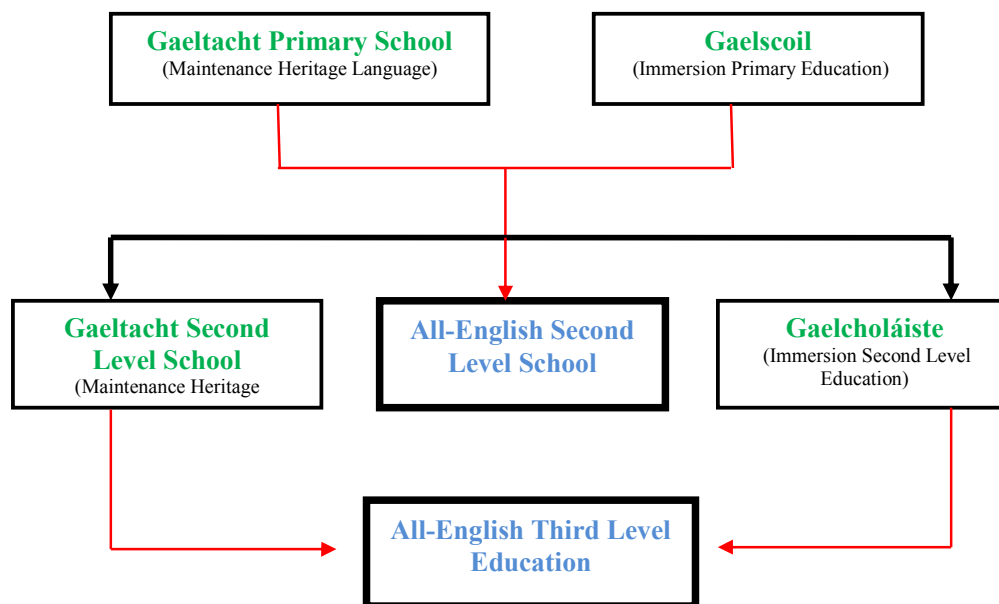 Gaeltacht Primary School
(Maintenance Heritage Language)
Gaelscoil
(Immersion Primary Education)
Gaeltacht Second
Level School
(Maintenance Heritage
All-English Second
Level School
Gaelcholáiste
(Immersion Second Level
Education)
All-English Third Level
Education